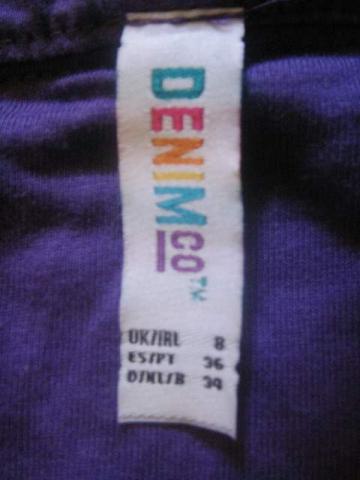 DENIM CO™
UK/IRL 8
ES/PT 36
D/NL/B 34